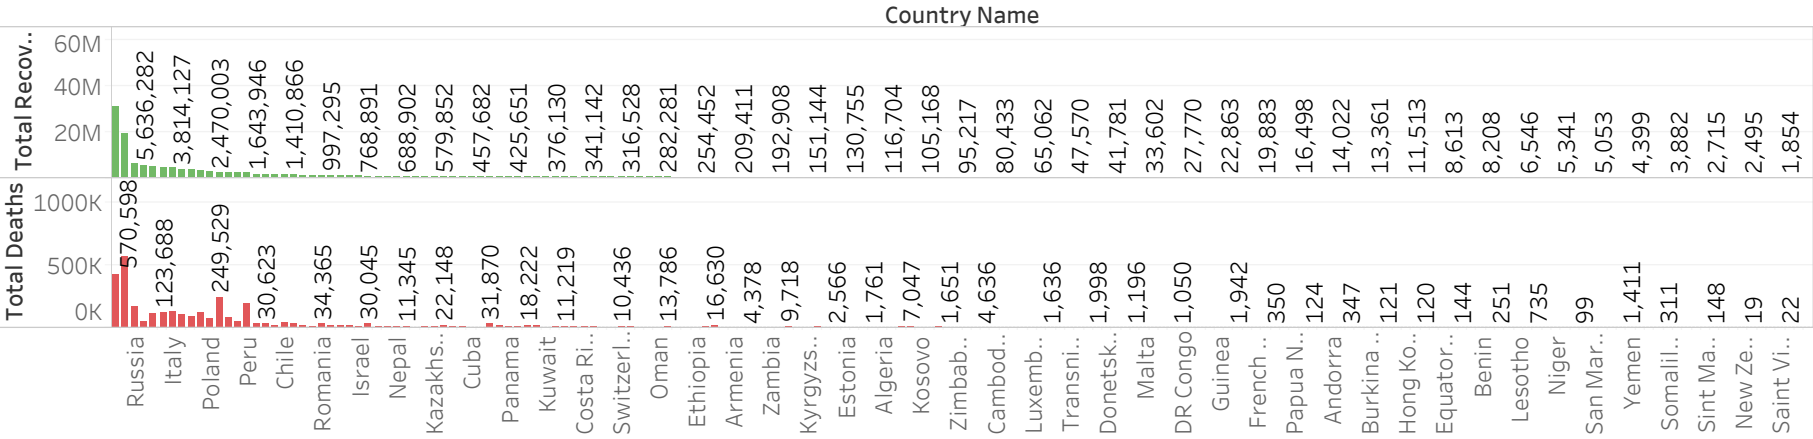 Country Name
Total Recov..
60M
40M
20M
5,636,282
3,814,127
2,470,003
1,643,946
1,410,866
997,295
768,891
688,902
579,852
457,682
425,651
376,130
341,142
316,528
282,281
254,452
209,411
192,908
151,144
130,755
116,704
105,168
95,217
80,433
65,062
47,570
41,781
33,602
27,770
22,863
19,883
16,498
14,022
13,361
11,513
8,613
8,208
6,546
5,341
5,053
4,399
3,882
2,715
2,495
1,854
Total Deaths
1000K
500K
0K
570,598
123,688
249,529
30,623
34,365
30,045
11,345
22,148
31,870
18,222
11,219
10,436
13,786
16,630
4,378
9,718
2,566
1,761
7,047
1,651
4,636
1,636
1,998
1,196
1,050
1,942
350
124
347
121
120
144
251
735
99
1,411
311
148
19
22
Russia
Italy
Poland
Peru
Chile
Romania
Israel
Nepal
Kazakhs..
Cuba
Panama
Kuwait
Costa Ri..
Switzerl..
Oman
Ethiopia
Armenia
Zambia
Kyrgyzs..
Estonia
Algeria
Kosovo
Zimbab..
Cambod..
Luxemb..
Transni..
Donetsk..
Malta
DR Congo
Guinea
French ..
Papua N..
Andorra
Burkina ..
Hong Ko..
Equator..
Benin
Lesotho
Niger
San Mar..
Yemen
Somalil..
Sint Ma..
New Ze..
Saint Vi..